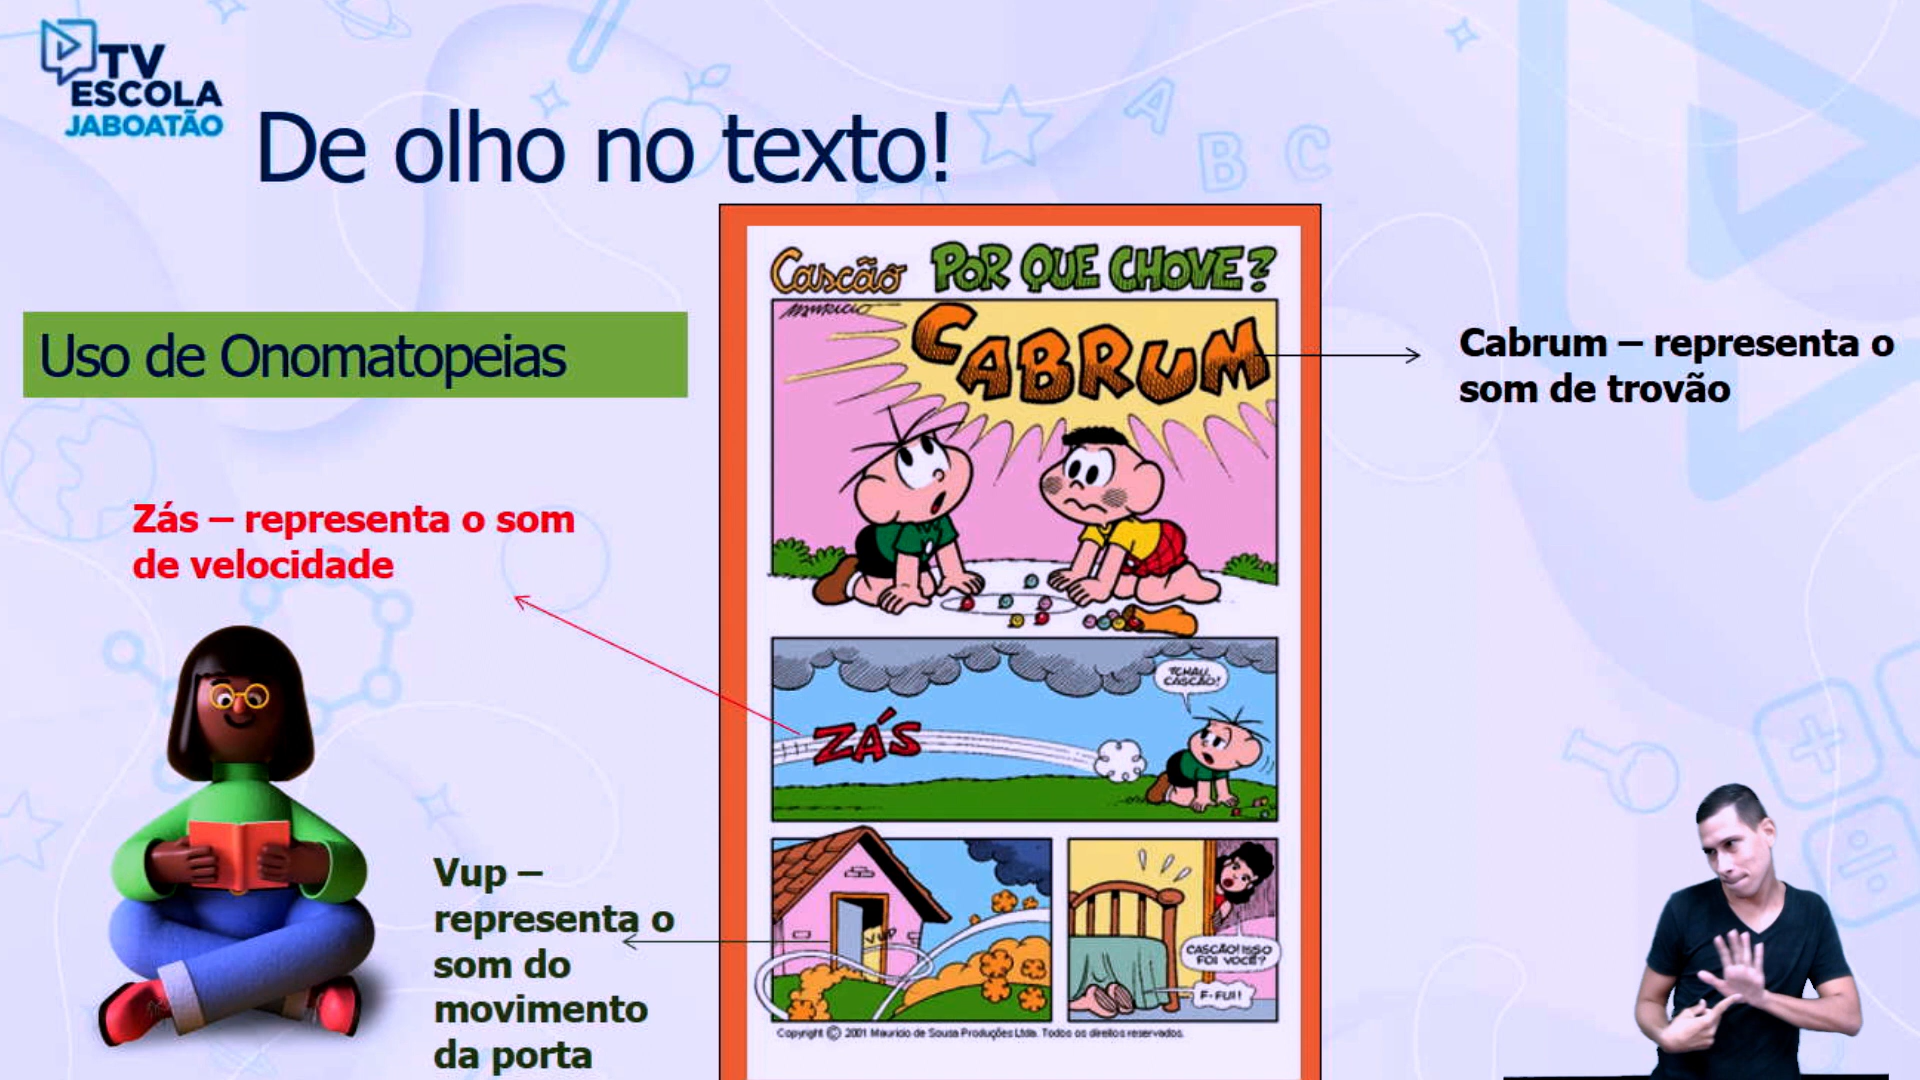 TV
ESCOLA
JABOATÃO
De olho no texto!
Uso de Onomatopeias
Cascão POR QUE CHOVE?
MAURICIO
CABRUM
Cabrum – representa o
som de trovão
Zás – representa o som
de velocidade
TCHAU,
CASCÃO!
ZÁS
Vup –
representa o
som do
movimento
da porta
VUP
CASCÃO! ISSO
FOI VOCÊ?
F-FUI!
Copyright © 2001 Mauricio de Sousa Produções Ltda. Todos os direitos reservados.
A
B
C